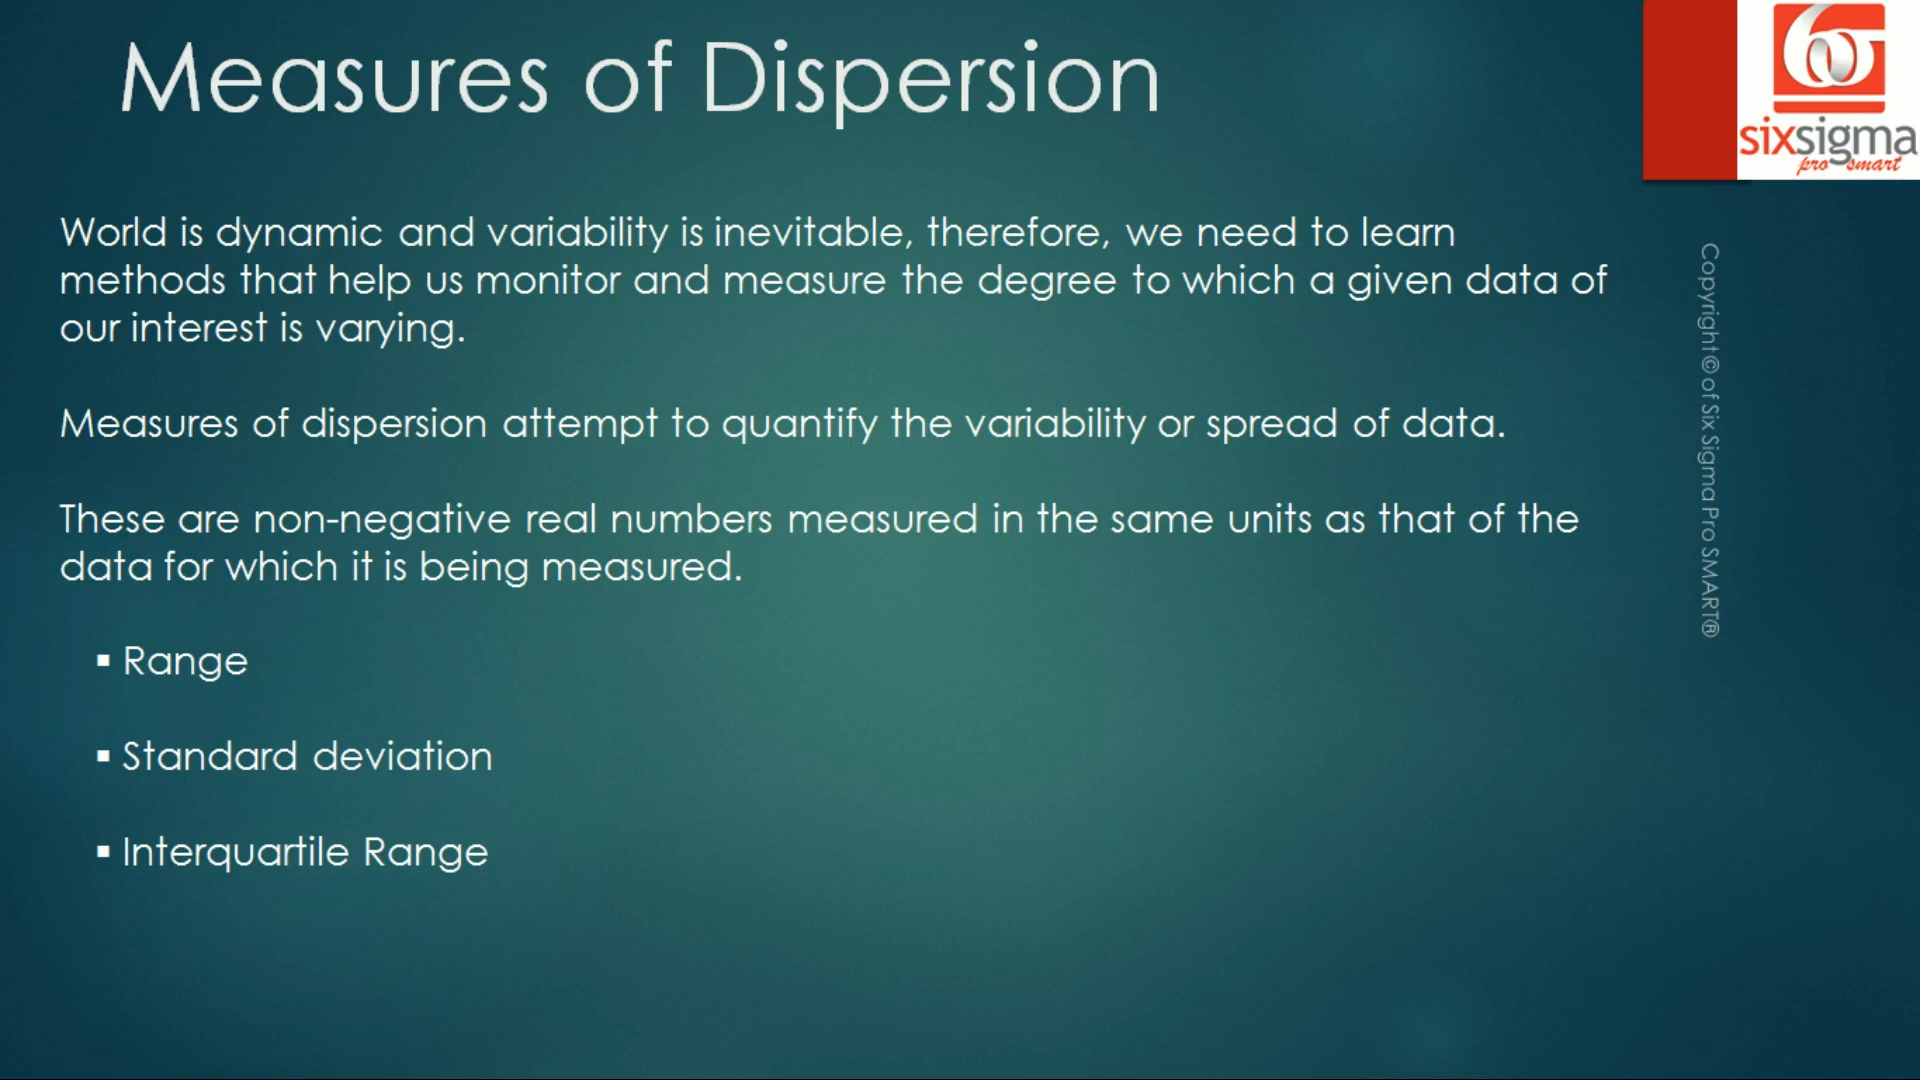 Measures of Dispersion
sixsigma
pro smart
World is dynamic and variability is inevitable, therefore, we need to learn
methods that help us monitor and measure the degree to which a given data of
our interest is varying.
Measures of dispersion attempt to quantify the variability or spread of data.
These are non-negative real numbers measured in the same units as that of the
data for which it is being measured.
▪ Range
▪ Standard deviation
▪ Interquartile Range
Copyright © of Six Sigma Pro SMART®